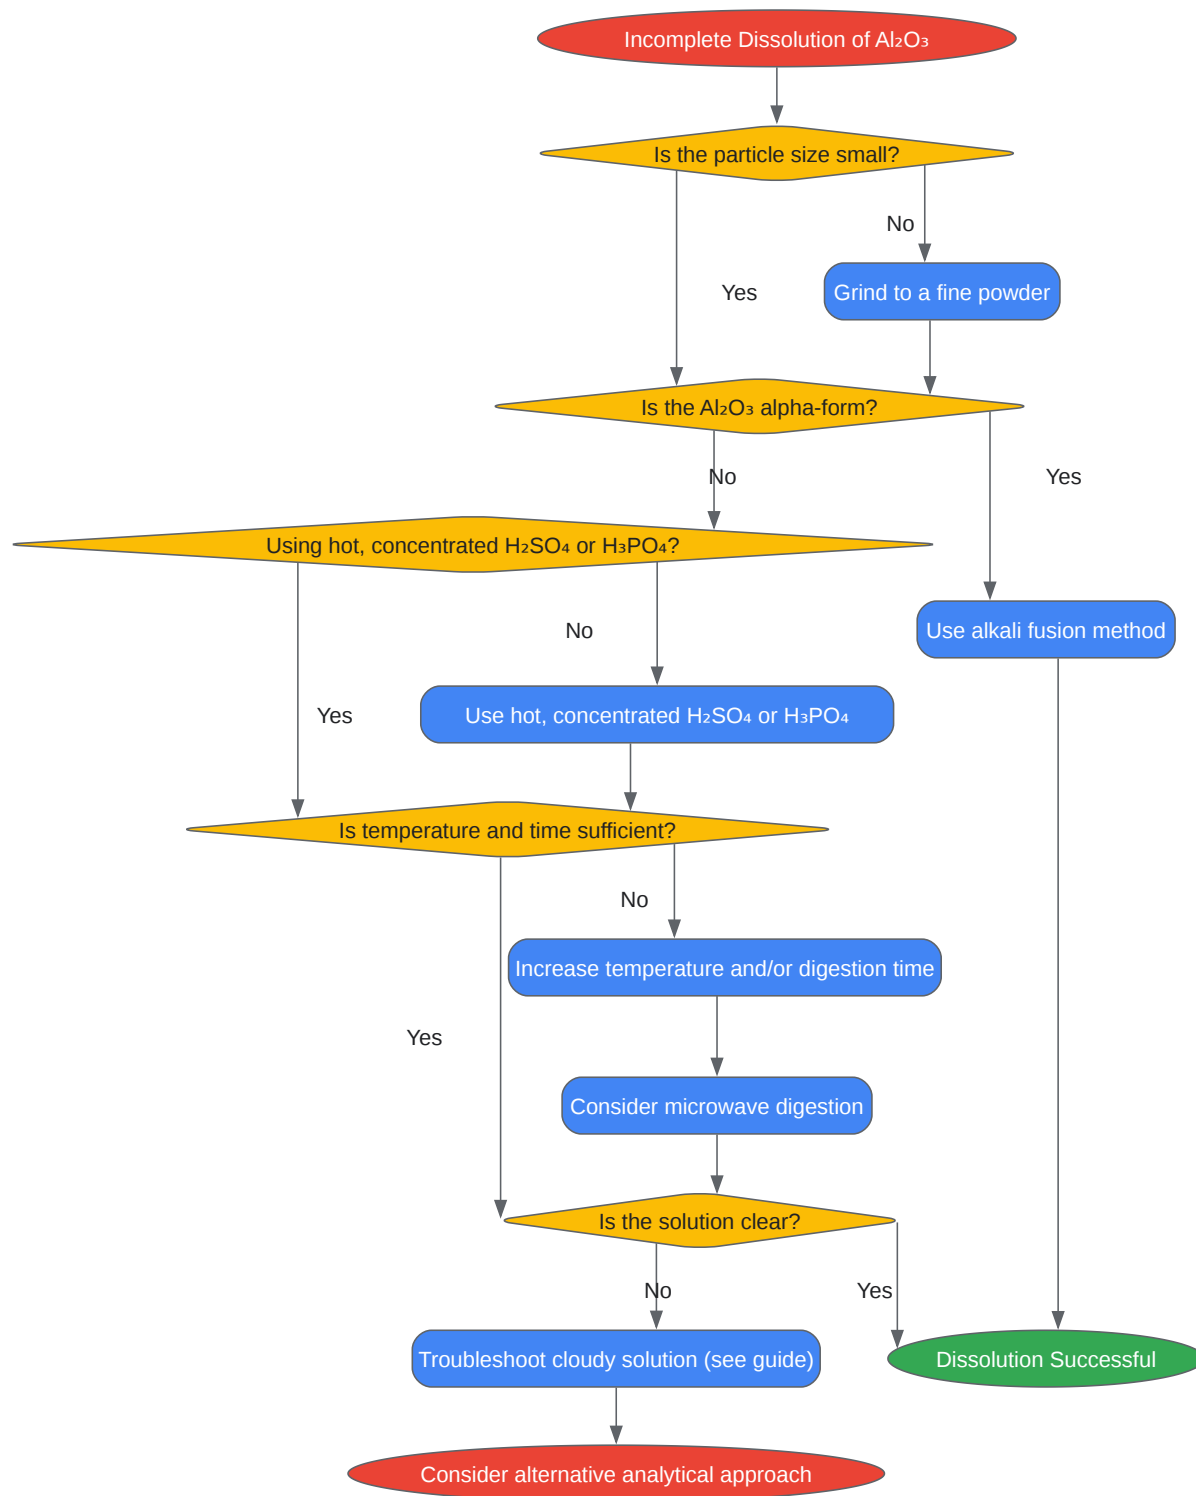 Incomplete Dissolution of Al₂O₃
Is the particle size small?
No
Yes
Grind to a fine powder
Is the Al₂O₃ alpha-form?
No
Yes
Using hot, concentrated H₂SO₄ or H₃PO₄?
No
Use alkali fusion method
Yes
Use hot, concentrated H₂SO₄ or H₃PO₄
Is temperature and time sufficient?
No
Increase temperature and/or digestion time
Yes
Consider microwave digestion
Is the solution clear?
No
Yes
Troubleshoot cloudy solution (see guide)
Dissolution Successful
Consider alternative analytical approach